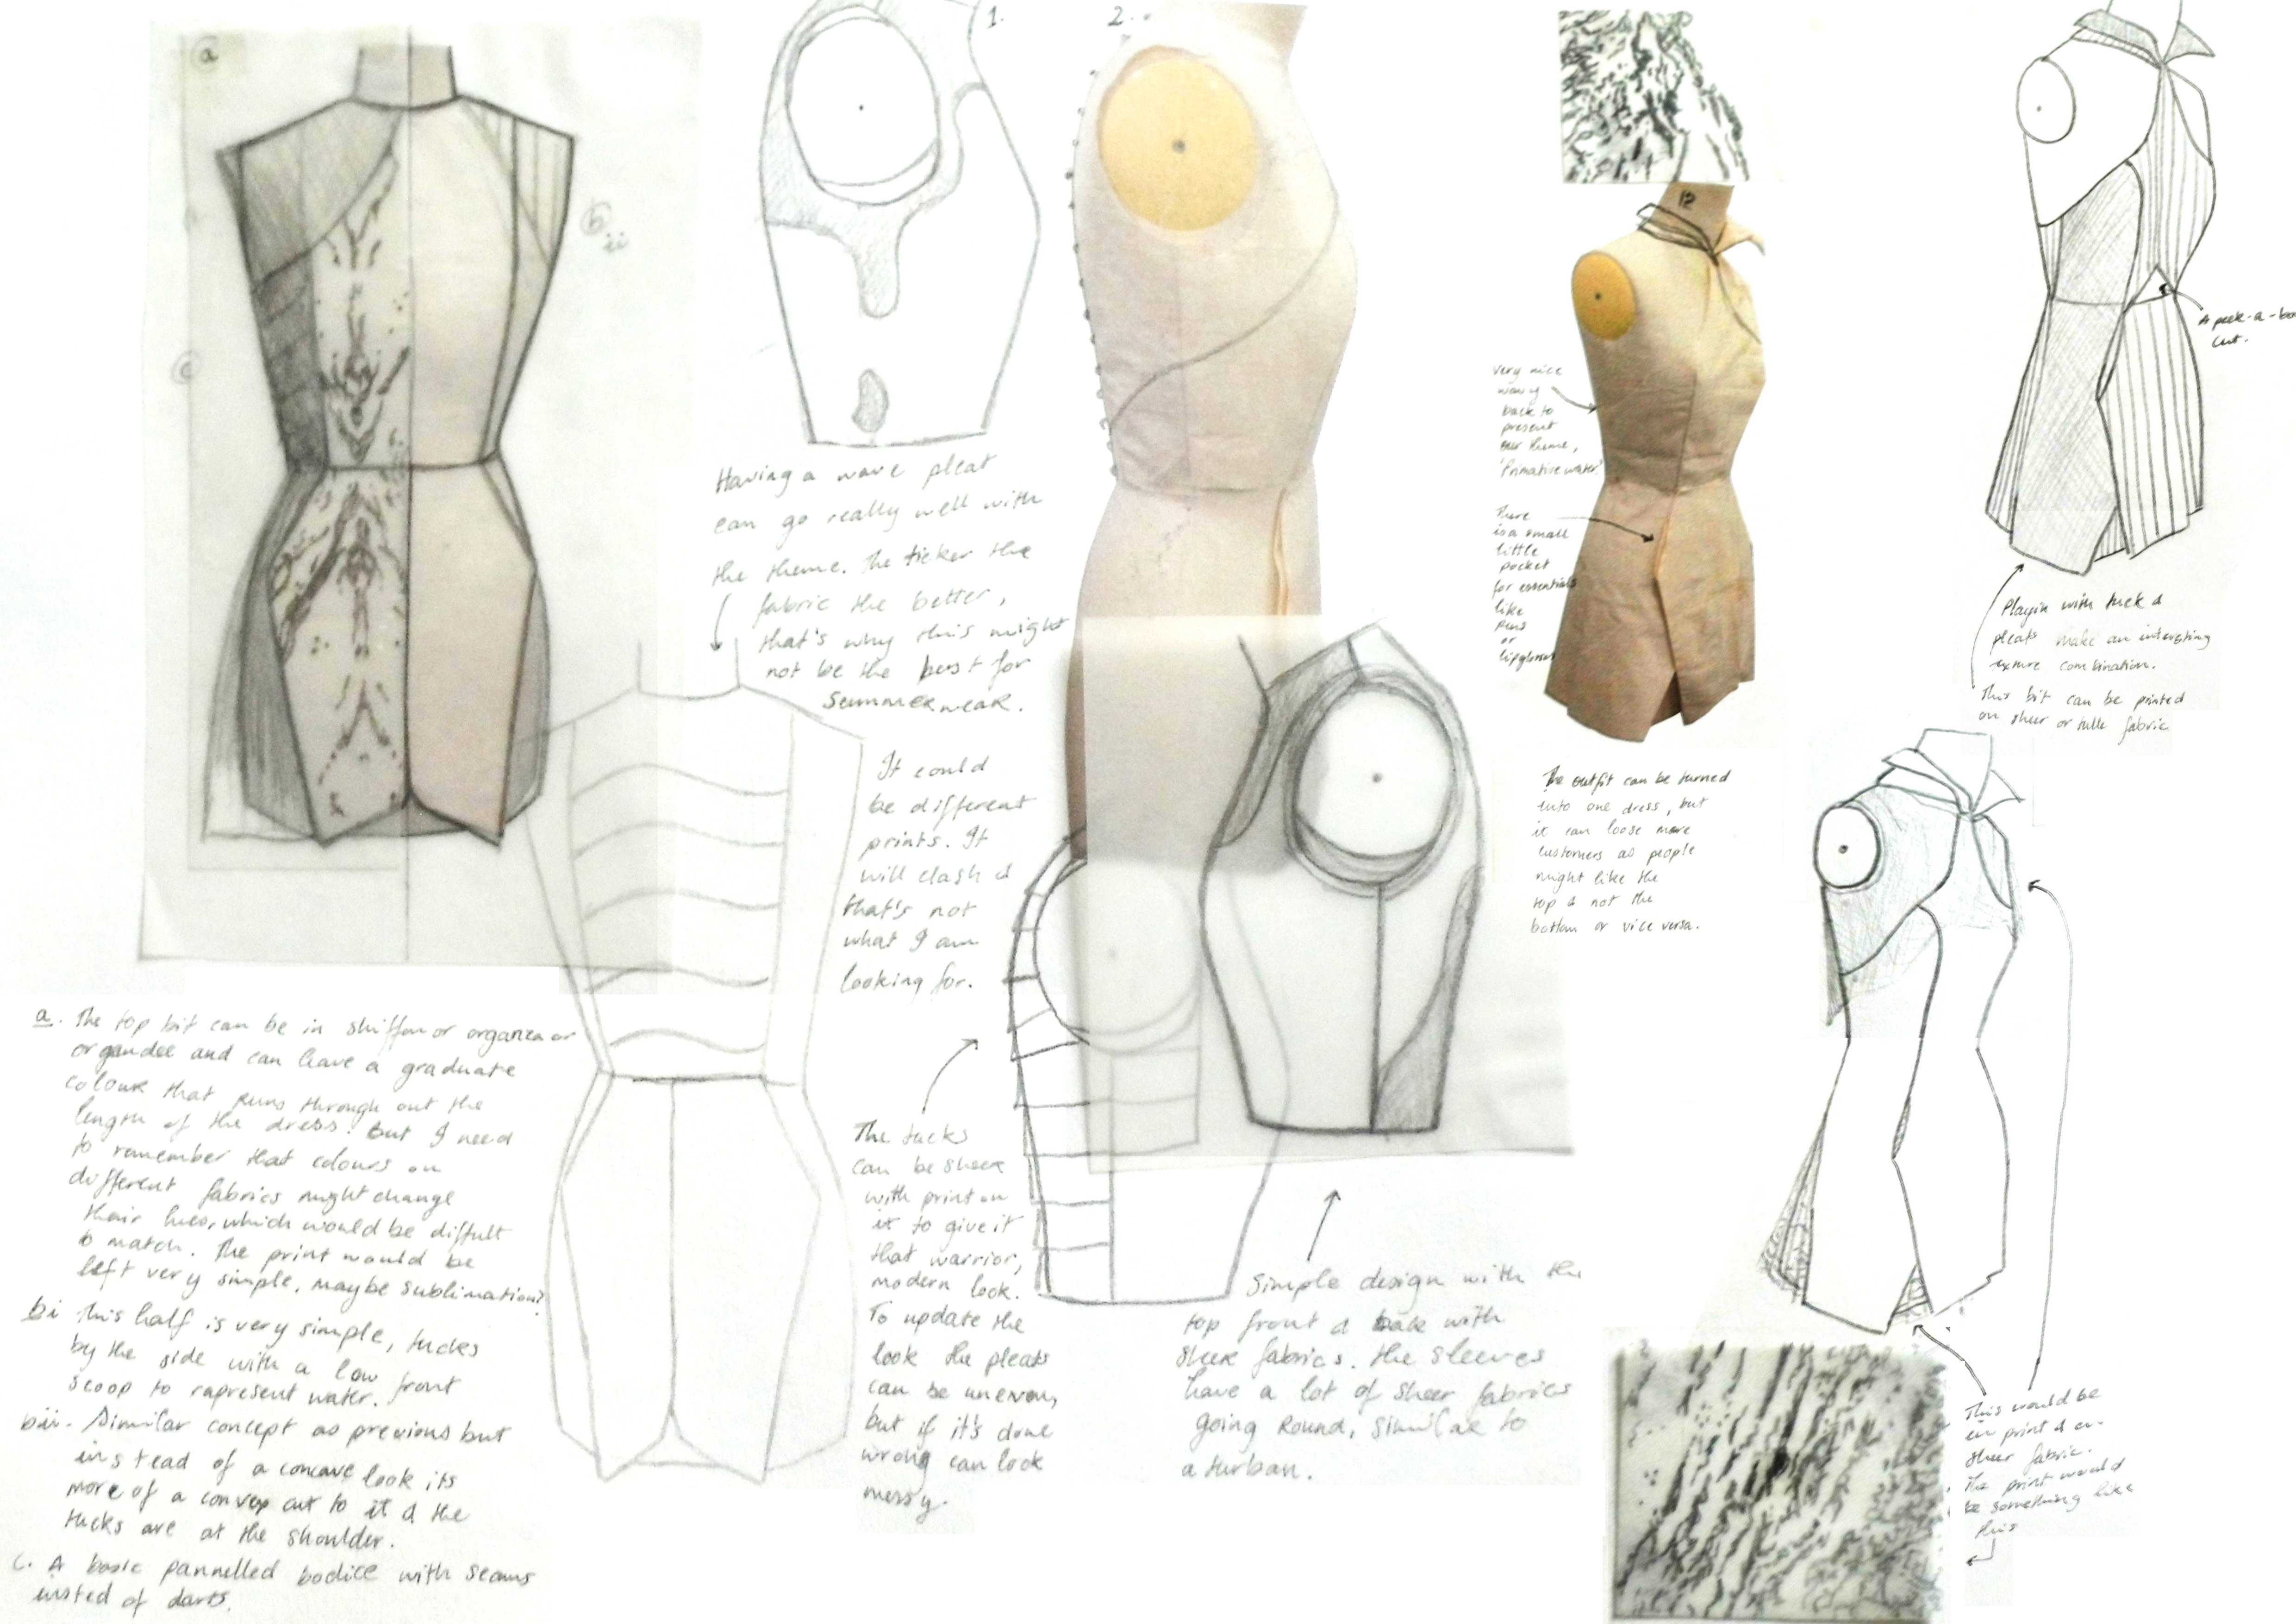 a
b
ii
c
1.
2.
12
Having a wave pleat
can go really well with
the theme. The ticker the
fabric the better,
that's why this might
not be the best for
summerwear.
It could
be different
prints. It
will clash &
that's not
what I am
looking for.
a. The top bit can be in shiffon or organza or
organdee and can leave a graduate
colour that runs through out the
length of the dress. But I need
to remember that colours on
different fabrics might change
their hues, which would be diffult
to match. The print would be
left very simple, maybe sublimation?
bi This half is very simple, tucks
by the side with a low front
scoop to rapresent water.
bii. Similar concept as previous but
instead of a concave look its
more of a convex cut to it & the
tucks are at the shoulder.
c. A basic pannelled bodice with seams
insted of darts.
The tucks
can be sheer
with print on
it to give it
that warrior,
modern look.
To update the
look the pleats
can be uneven,
but if it's done
wrong can look
messy.
Simple design with the
top front & bak with
sheer fabrics. The sleeves
have a lot of sheer fabrics
going round, similar to
a turban.
Very nice
wavy
back to
present
our theme,
'Primative water'
There
is a small
little
pocket
for essentials
like
pens
or
lipglosses
The outfit can be turned
into one dress, but
it can loose more
customers as people
might like the
top & not the
bottom or vice versa.
A peek-a-boo
cut.
Playin with tuck &
pleats make an interesting
texture combination.
This bit can be printed
on sheer or tulle fabric
This would be
in print & on
sheer fabric.
The print would
be something like
this